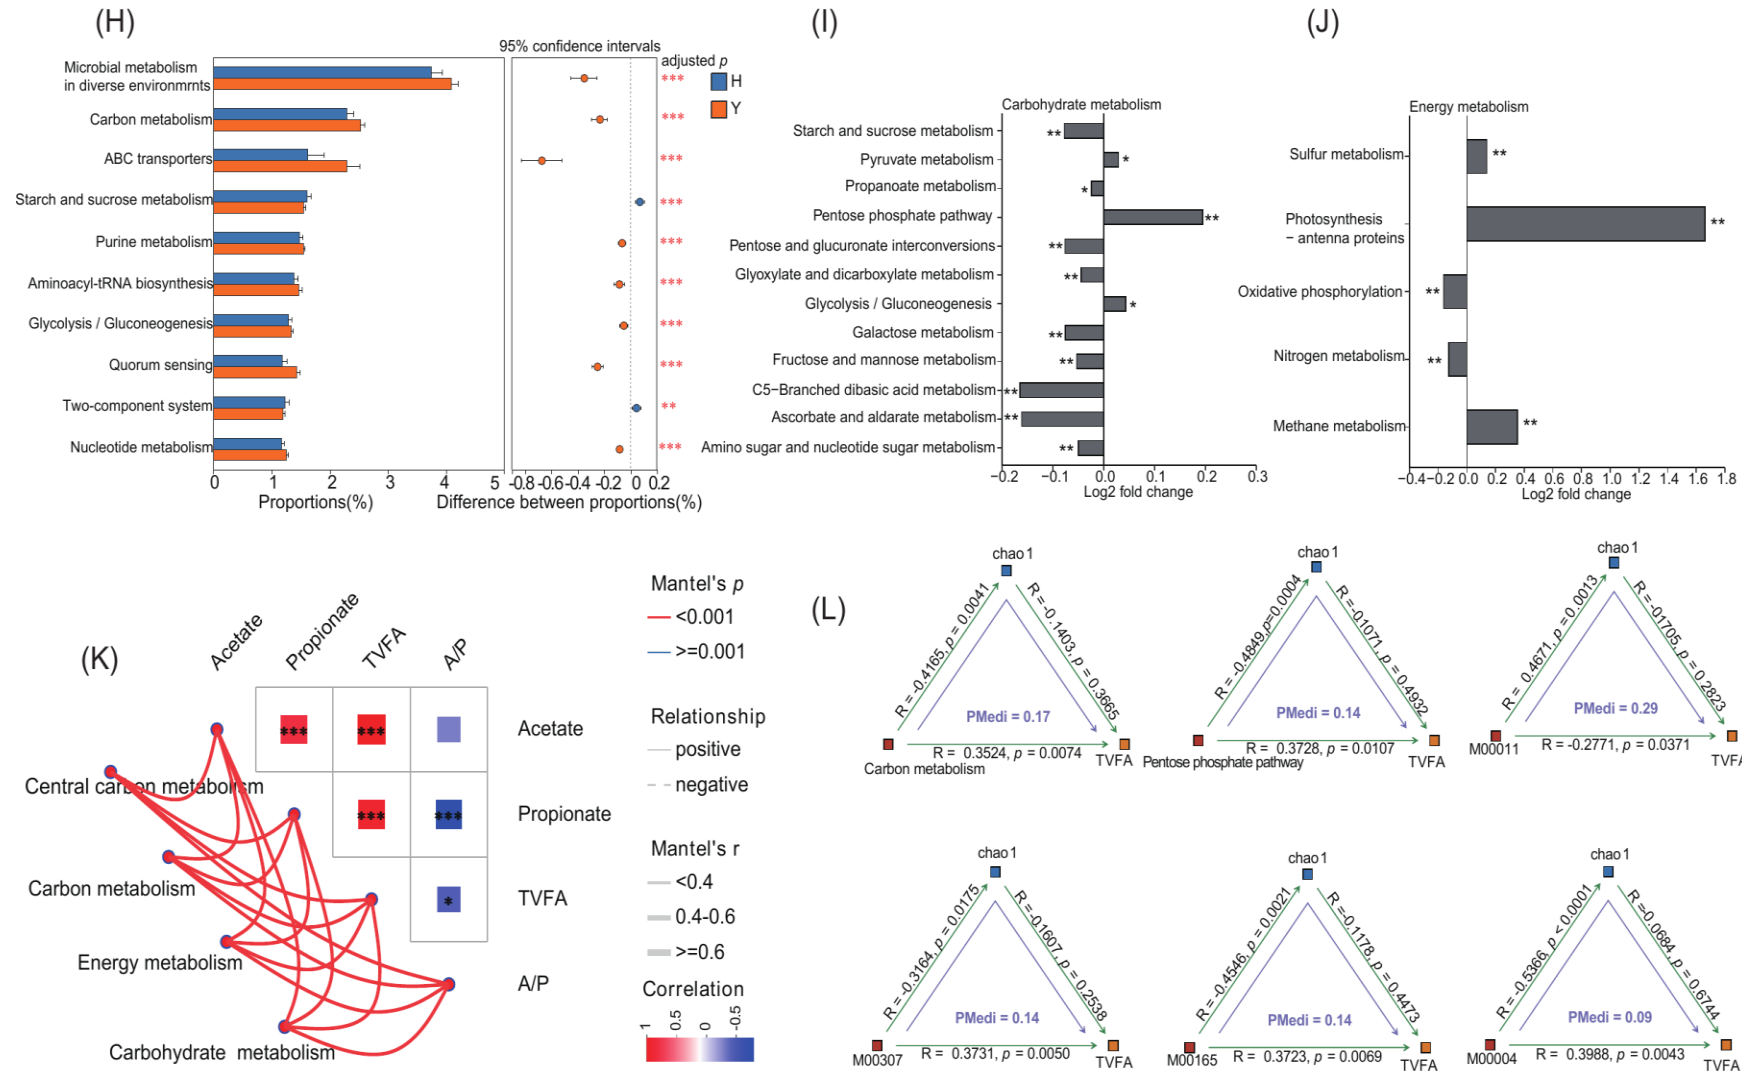 (H)
95% confidence intervals
adjusted p
H
Y
Microbial metabolism
in diverse environmrnts
Carbon metabolism
ABC transporters
Starch and sucrose metabolism
Purine metabolism
Aminoacyl-tRNA biosynthesis
Glycolysis / Gluconeogenesis
Quorum sensing
Two-component system
Nucleotide metabolism
***
***
***
***
***
***
***
***
**
***
0 1 2 3 4 5
Proportions(%)
-0.8 -0.6 -0.4 -0.2 0 0.2
Difference between proportions(%)
(I)
Carbohydrate metabolism
Starch and sucrose metabolism **
Pyruvate metabolism *
Propanoate metabolism *
Pentose phosphate pathway **
Pentose and glucuronate interconversions **
Glyoxylate and dicarboxylate metabolism **
Glycolysis / Gluconeogenesis *
Galactose metabolism **
Fructose and mannose metabolism **
C5−Branched dibasic acid metabolism **
Ascorbate and aldarate metabolism **
Amino sugar and nucleotide sugar metabolism **
−0.2 −0.1 0.0 0.1 0.2 0.3
Log2 fold change
(J)
Energy metabolism
Sulfur metabolism **
Photosynthesis
− antenna proteins **
Oxidative phosphorylation **
Nitrogen metabolism **
Methane metabolism **
−0.4 −0.2 0.0 0.2 0.4 0.6 0.8 1.0 1.2 1.4 1.6 1.8
Log2 fold change
(K)
Acetate
Propionate
TVFA
A/P
*** ***
Acetate
*** ***
Propionate
*
TVFA
A/P
Central carbon metabolism
Carbon metabolism
Energy metabolism
Carbohydrate metabolism
Mantel's p
<0.001
>=0.001
Relationship
positive
negative
Mantel's r
<0.4
0.4-0.6
>=0.6
Correlation
1 0.5 0 -0.5
(L)
chao1
R = -0.4165, p = 0.0041
R = -0.1403, p = 0.3665
PMedi = 0.17
R = 0.3524, p = 0.0074
Carbon metabolism
TVFA
chao1
R = -0.4849,p=0.0004
R = -01071, p = 0.4932
PMedi = 0.14
R = 0.3728, p = 0.0107
Pentose phosphate pathway
TVFA
chao1
R = 0.4671, p = 0.0013
R = -01705, p = 0.2823
PMedi = 0.29
R = -0.2771, p = 0.0371
M00011
TVFA
chao1
R = -0.3164, p = 0.0175
R = -01607, p = 0.2538
PMedi = 0.14
R = 0.3731, p = 0.0050
M00307
TVFA
chao1
R = -0.4546, p = 0.0021
R = -0.1178, p = 0.4473
PMedi = 0.14
R = 0.3723, p = 0.0069
M00165
TVFA
chao1
R = -0.5366, p < 0.0001
R = -0.0684, p = 0.6744
PMedi = 0.09
R = 0.3988, p = 0.0043
M00004
TVFA